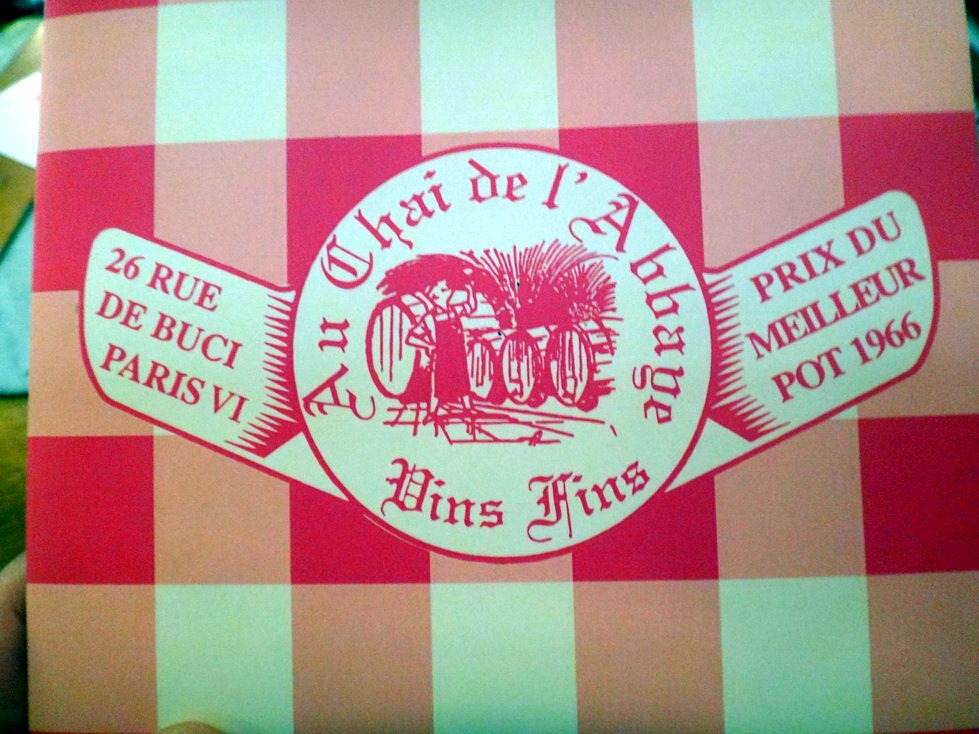 Au Chai de l'Abbaye
26 RUE
DE BUCI
PARIS VI
PRIX DU
MEILLEUR
POT 1966
Vins Fins